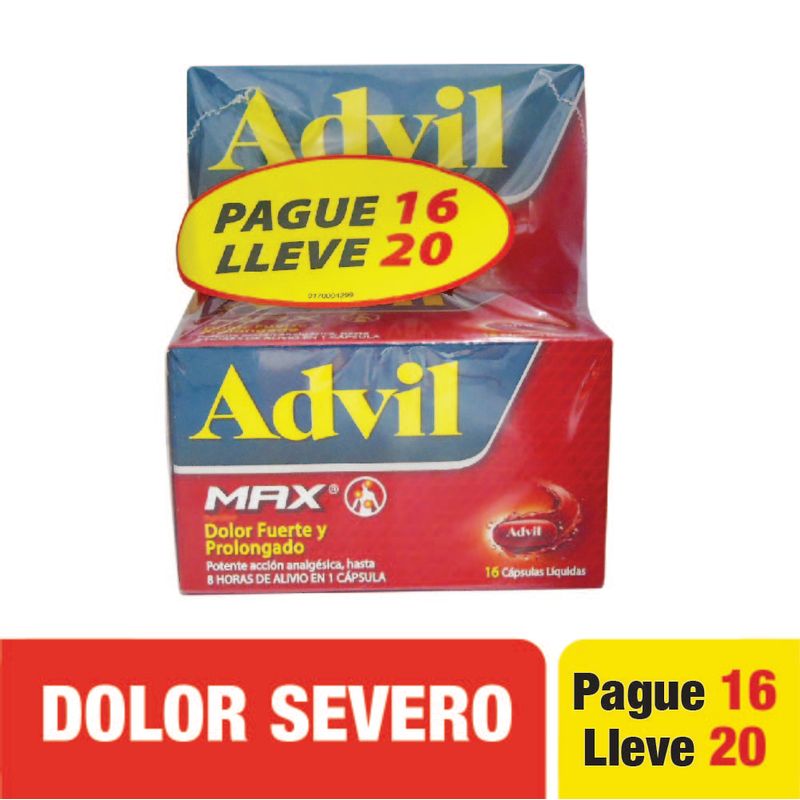 Advil
PAGUE 16
LLEVE 20
Advil
MAX®
Dolor Fuerte y
Prolongado
Potente acción analgésica, hasta
8 HORAS DE ALIVIO EN 1 CÁPSULA
Advil
16 Cápsulas Líquidas
DOLOR SEVERO
Pague 16
Lleve 20